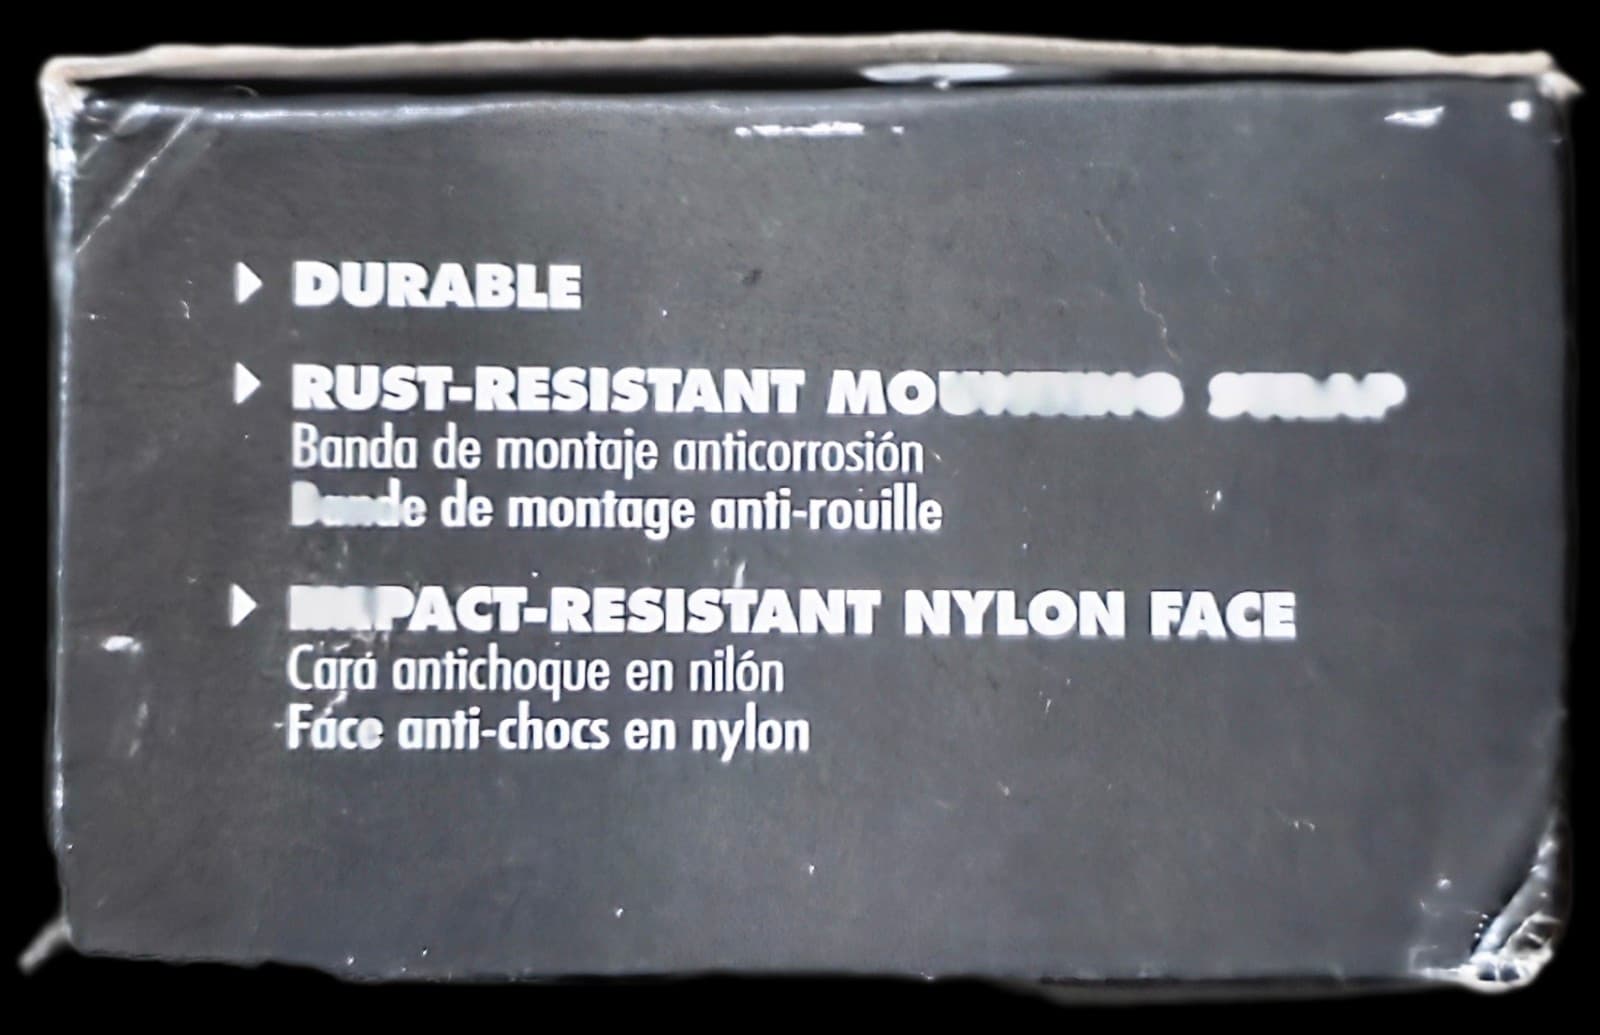 DURABLE
RUST-RESISTANT
Banda de montaje anticorrosión
de montage anti-rouille
NYLON FACE
Cara antichoque en nilón
Face anti-chocs en nylon